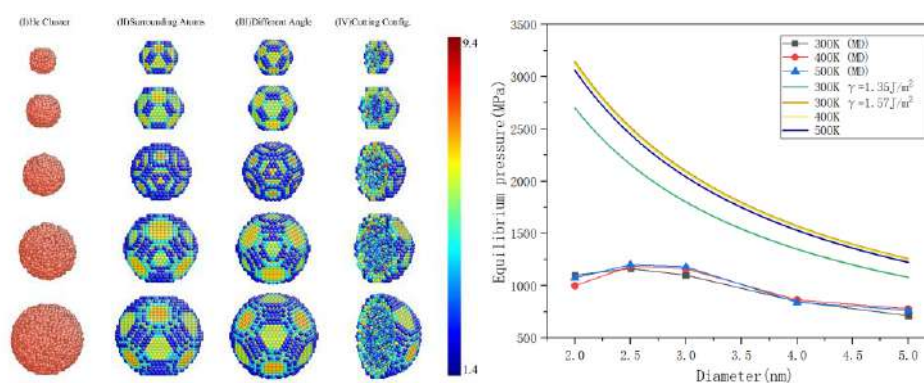 (I)He Cluster
(II)Surrounding Atoms
(III)Different Angle
(IV)Cutting Config.
9.4
1.4
Equilibrium pressure(MPa)
3500
3000
2500
2000
1500
1000
500
300K (MD)
400K (MD)
500K (MD)
300K γ=1.35J/m²
300K γ=1.57J/m²
400K
500K
2.0 2.5 3.0 3.5 4.0 4.5 5.0
Diameter(nm)